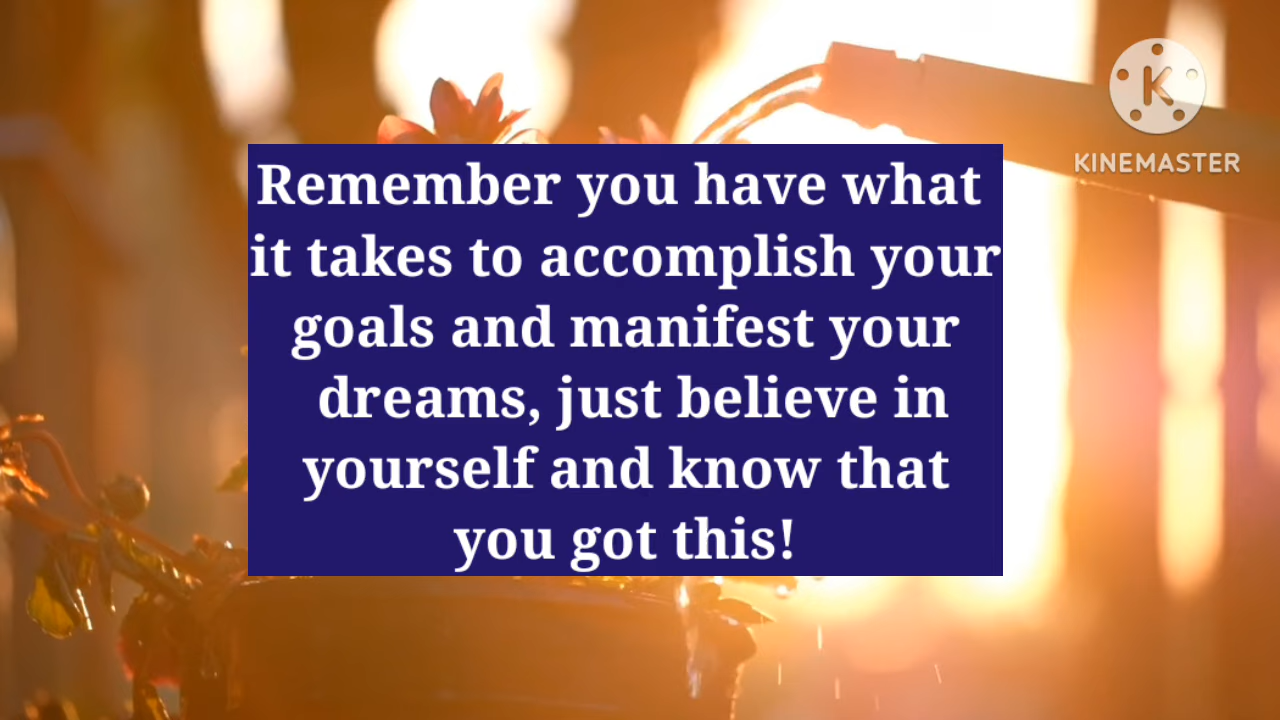 Remember you have what
it takes to accomplish your
goals and manifest your
dreams, just believe in
yourself and know that
you got this!
K
KINEMASTER